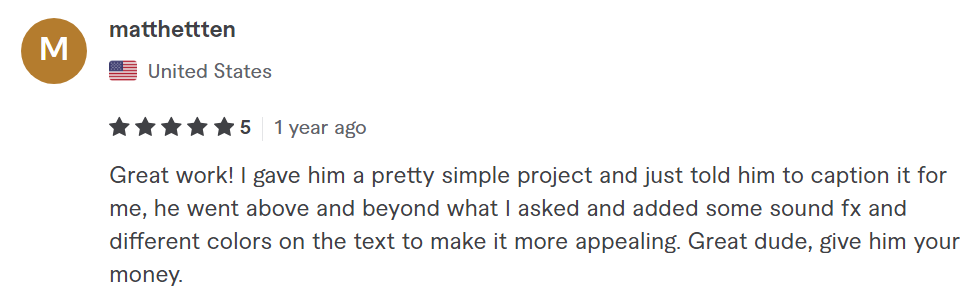 M
matthettten
United States
5
1 year ago
Great work! I gave him a pretty simple project and just told him to caption it for
me, he went above and beyond what I asked and added some sound fx and
different colors on the text to make it more appealing. Great dude, give him your
money.